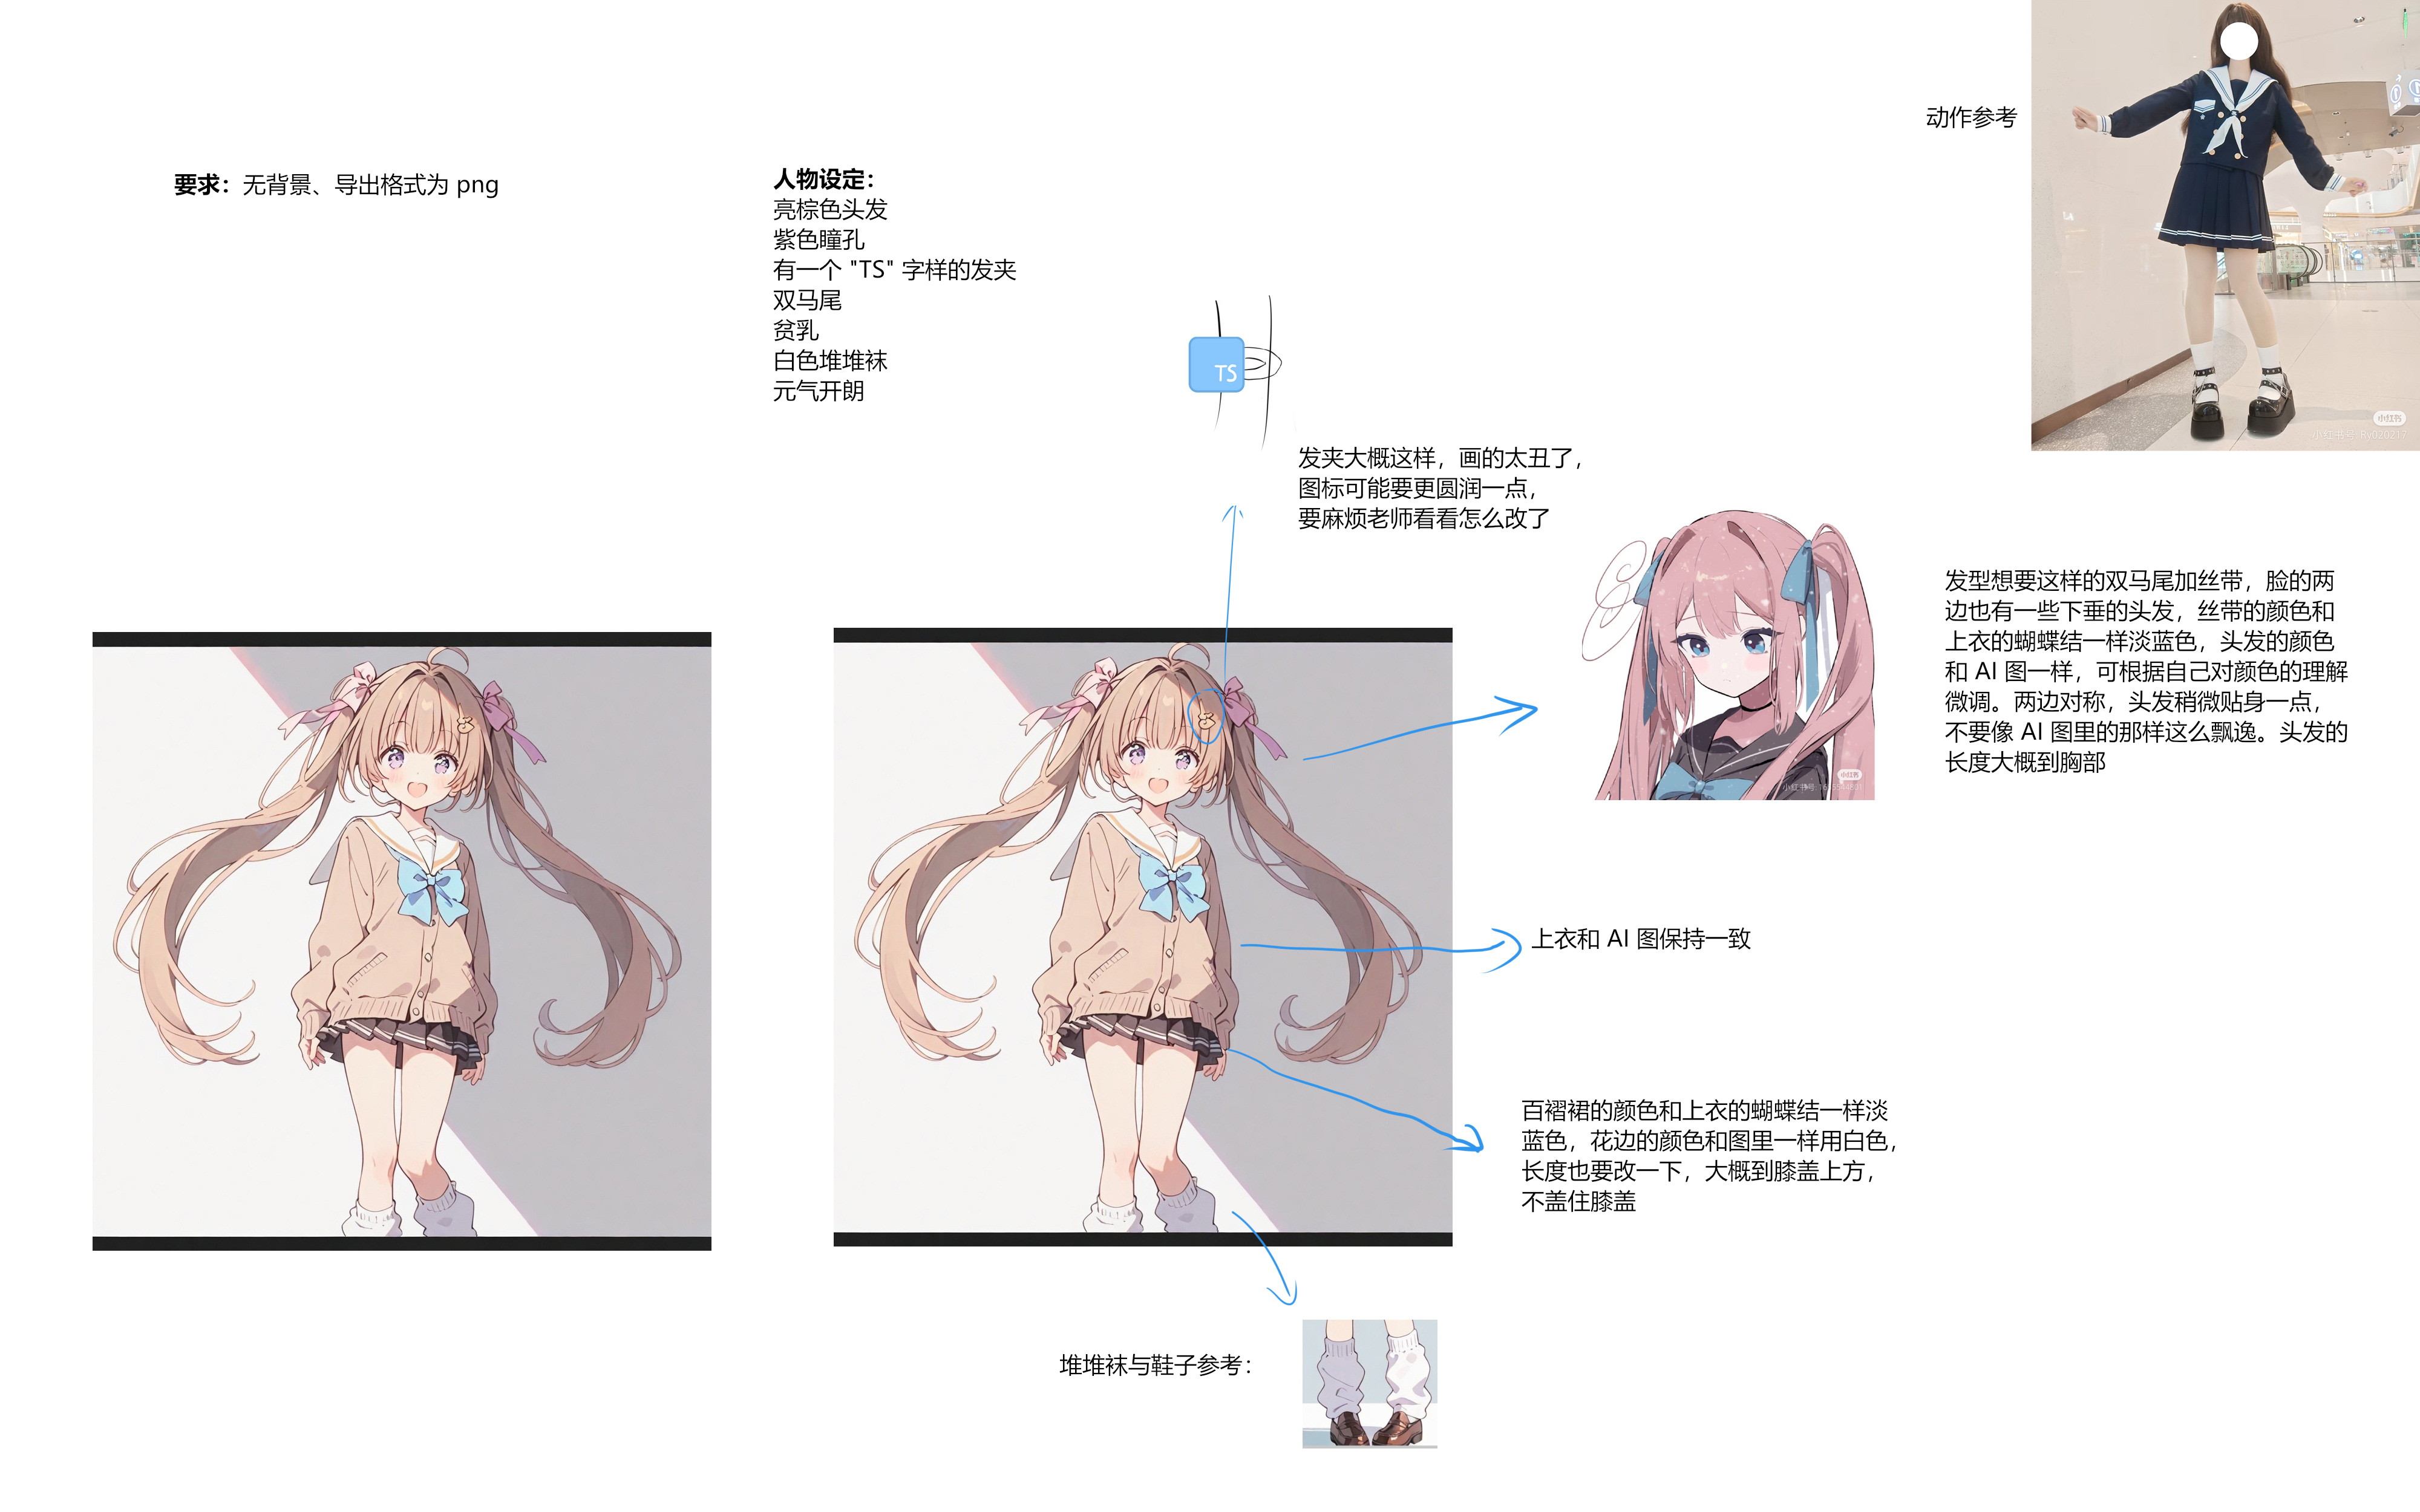 动作参考
要求：无背景、导出格式为 png
人物设定：
亮棕色头发
紫色瞳孔
有一个 "TS" 字样的发夹
双马尾
贫乳
白色堆堆袜
元气开朗
TS
发夹大概这样，画的太丑了，
图标可能要更圆润一点，
要麻烦老师看看怎么改了
发型想要这样的双马尾加丝带，脸的两
边也有一些下垂的头发，丝带的颜色和
上衣的蝴蝶结一样淡蓝色，头发的颜色
和 AI 图一样，可根据自己对颜色的理解
微调。两边对称，头发稍微贴身一点，
不要像 AI 图里的那样这么飘逸。头发的
长度大概到胸部
小红书
小红书
上衣和 AI 图保持一致
百褶裙的颜色和上衣的蝴蝶结一样淡
蓝色，花边的颜色和图里一样用白色，
长度也要改一下，大概到膝盖上方，
不盖住膝盖
堆堆袜与鞋子参考：